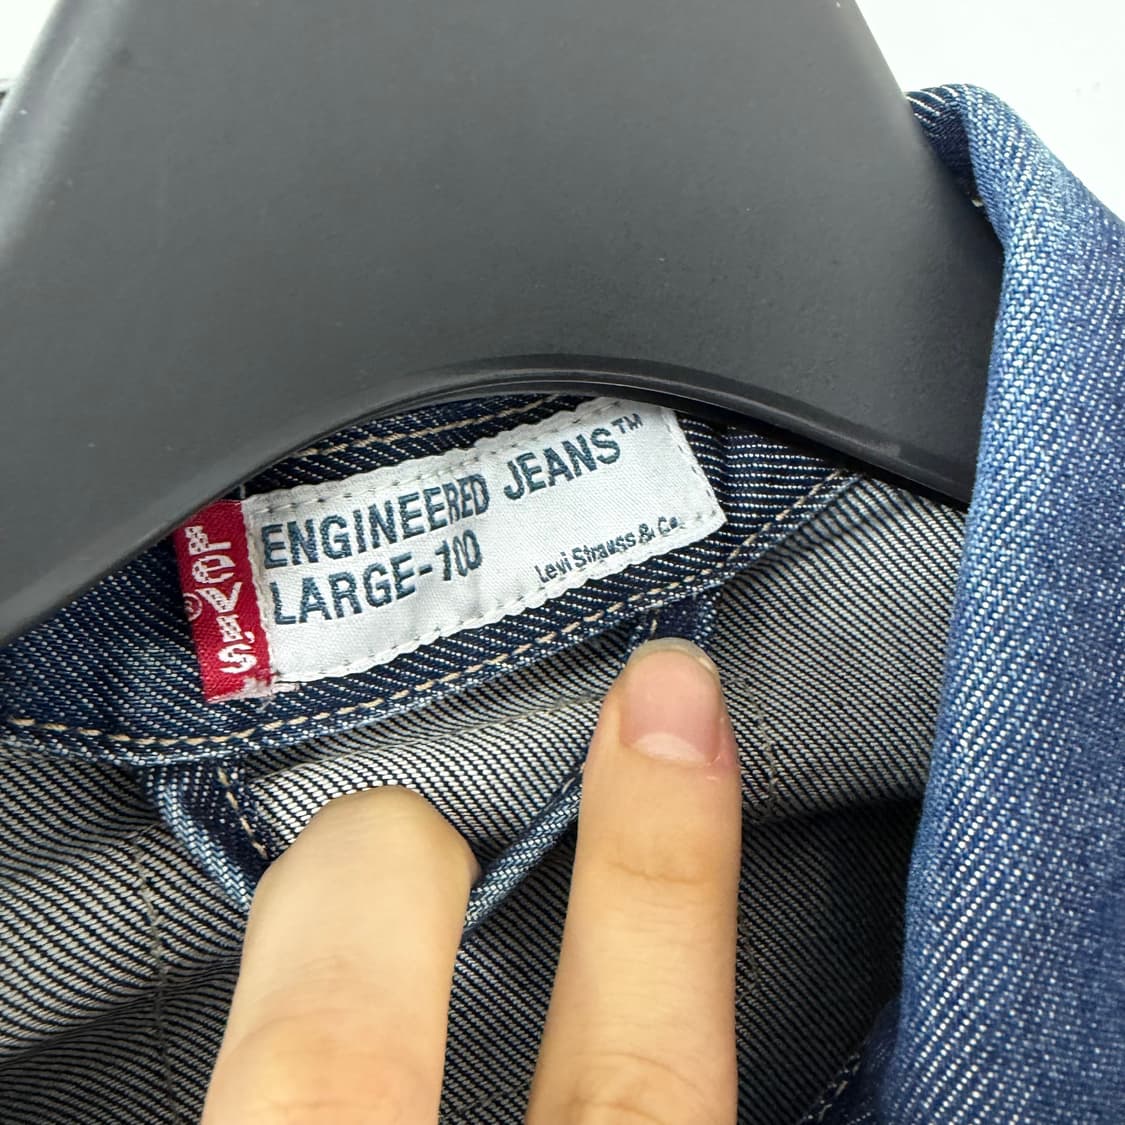 LEVI'S®
ENGINEERED JEANS™
LARGE-100
Levi Strauss & Co.